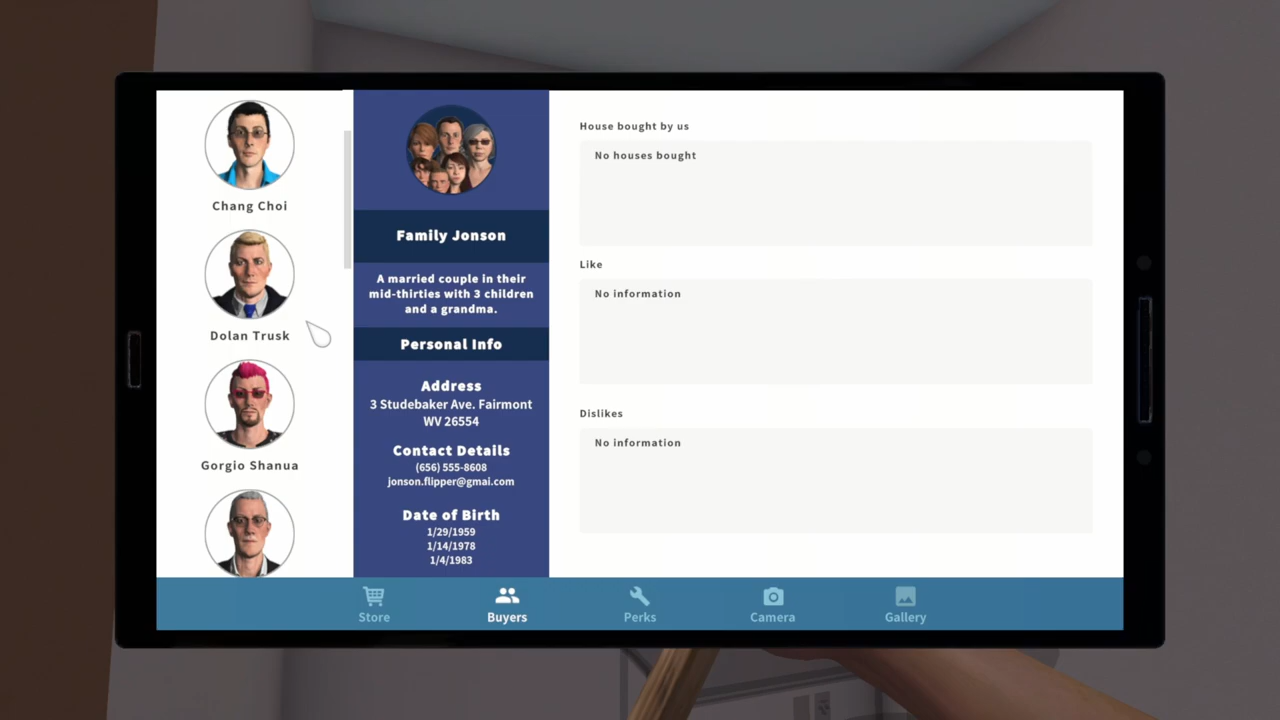 Chang Choi
Dolan Trusk
Gorgio Shanua
Family Jonson
A married couple in their
mid-thirties with 3 children
and a grandma.
Personal Info
Address
3 Studebaker Ave. Fairmont
WV 26554
Contact Details
(656) 555-8608
jonson.flipper@gmai.com
Date of Birth
1/29/1959
1/14/1978
1/4/1983
House bought by us
No houses bought
Like
No information
Dislikes
No information
Store
Buyers
Perks
Camera
Gallery